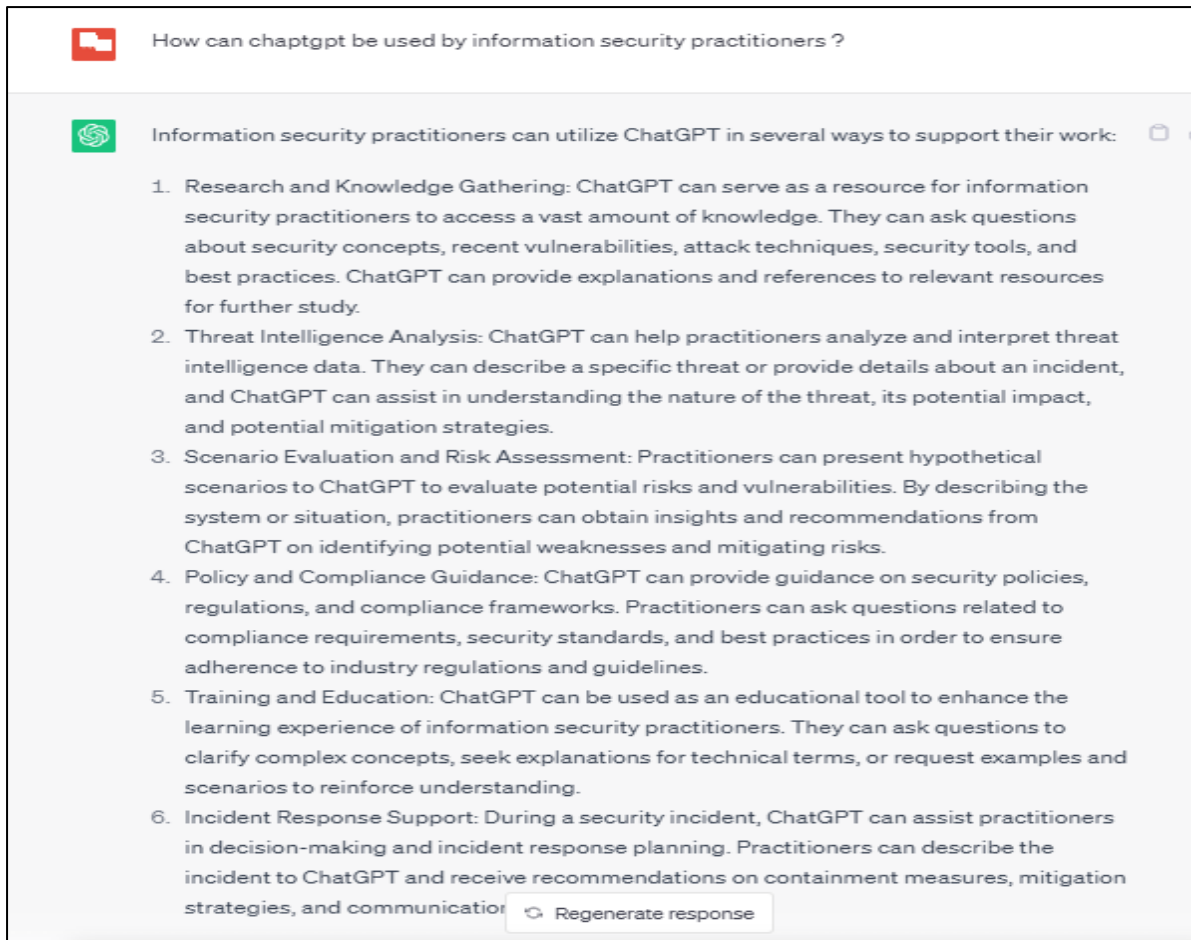 How can chaptgpt be used by information security practitioners ?
Information security practitioners can utilize ChatGPT in several ways to support their work:
1. Research and Knowledge Gathering: ChatGPT can serve as a resource for information
security practitioners to access a vast amount of knowledge. They can ask questions
about security concepts, recent vulnerabilities, attack techniques, security tools, and
best practices. ChatGPT can provide explanations and references to relevant resources
for further study.
2. Threat Intelligence Analysis: ChatGPT can help practitioners analyze and interpret threat
intelligence data. They can describe a specific threat or provide details about an incident,
and ChatGPT can assist in understanding the nature of the threat, its potential impact,
and potential mitigation strategies.
3. Scenario Evaluation and Risk Assessment: Practitioners can present hypothetical
scenarios to ChatGPT to evaluate potential risks and vulnerabilities. By describing the
system or situation, practitioners can obtain insights and recommendations from
ChatGPT on identifying potential weaknesses and mitigating risks.
4. Policy and Compliance Guidance: ChatGPT can provide guidance on security policies,
regulations, and compliance frameworks. Practitioners can ask questions related to
compliance requirements, security standards, and best practices in order to ensure
adherence to industry regulations and guidelines.
5. Training and Education: ChatGPT can be used as an educational tool to enhance the
learning experience of information security practitioners. They can ask questions to
clarify complex concepts, seek explanations for technical terms, or request examples and
scenarios to reinforce understanding.
6. Incident Response Support: During a security incident, ChatGPT can assist practitioners
in decision-making and incident response planning. Practitioners can describe the
incident to ChatGPT and receive recommendations on containment measures, mitigation
strategies, and communication
Regenerate response